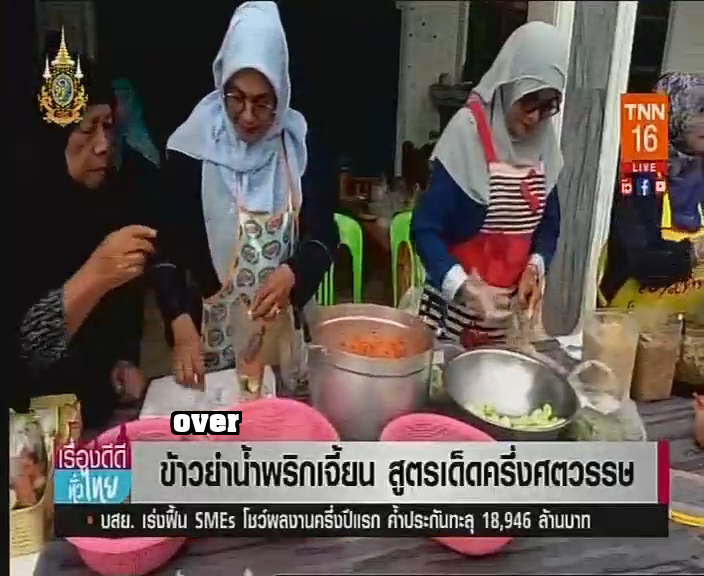 TNN
16
LIVE
over
เรื่องดีดี
ทั่วไทย
ข้าวยำน้ำพริกเจี้ยน สูตรเด็ดครึ่งศตวรรษ
• บสย. เร่งฟื้น SMEs โชว์ผลงานครึ่งปีแรก ค้ำประกันทะลุ 18,946 ล้านบาท